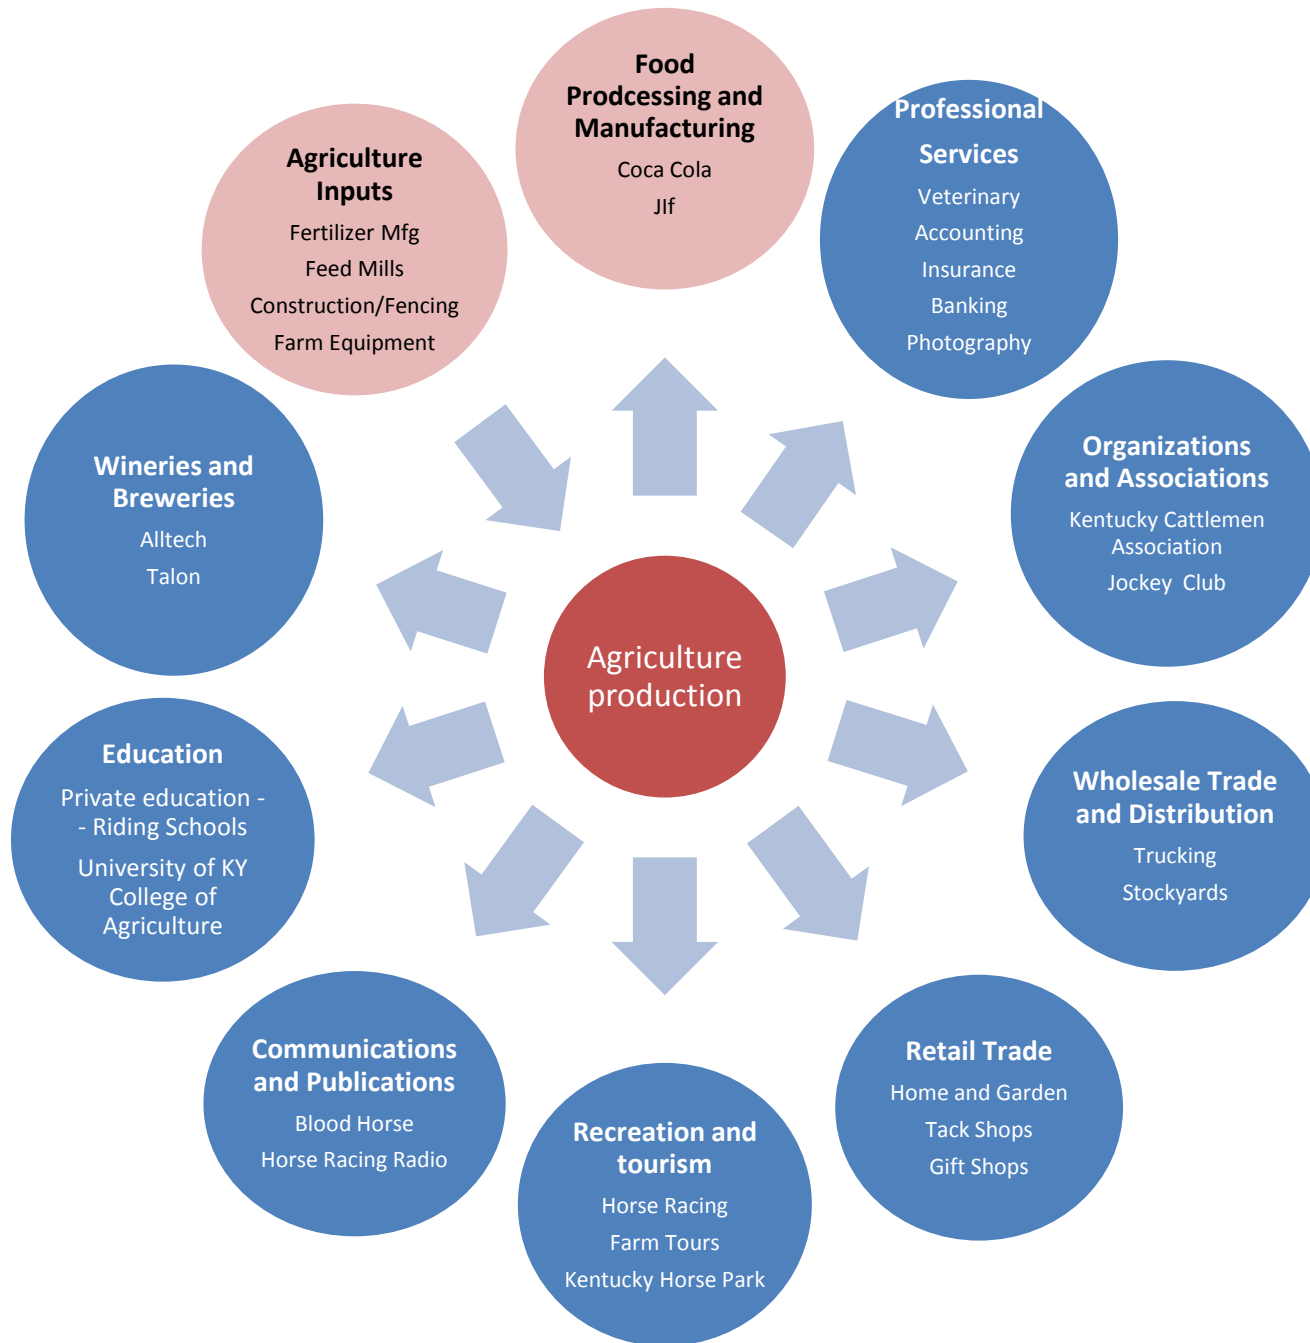 Food
Prodcessing and
Manufacturing
Coca Cola
JIf
Professional
Services
Veterinary
Accounting
Insurance
Banking
Photography
Organizations
and Associations
Kentucky Cattlemen
Association
Jockey Club
Wholesale Trade
and Distribution
Trucking
Stockyards
Retail Trade
Home and Garden
Tack Shops
Gift Shops
Recreation and
tourism
Horse Racing
Farm Tours
Kentucky Horse Park
Communications
and Publications
Blood Horse
Horse Racing Radio
Education
Private education -
- Riding Schools
University of KY
College of
Agriculture
Wineries and
Breweries
Alltech
Talon
Agriculture
Inputs
Fertilizer Mfg
Feed Mills
Construction/Fencing
Farm Equipment
Agriculture
production